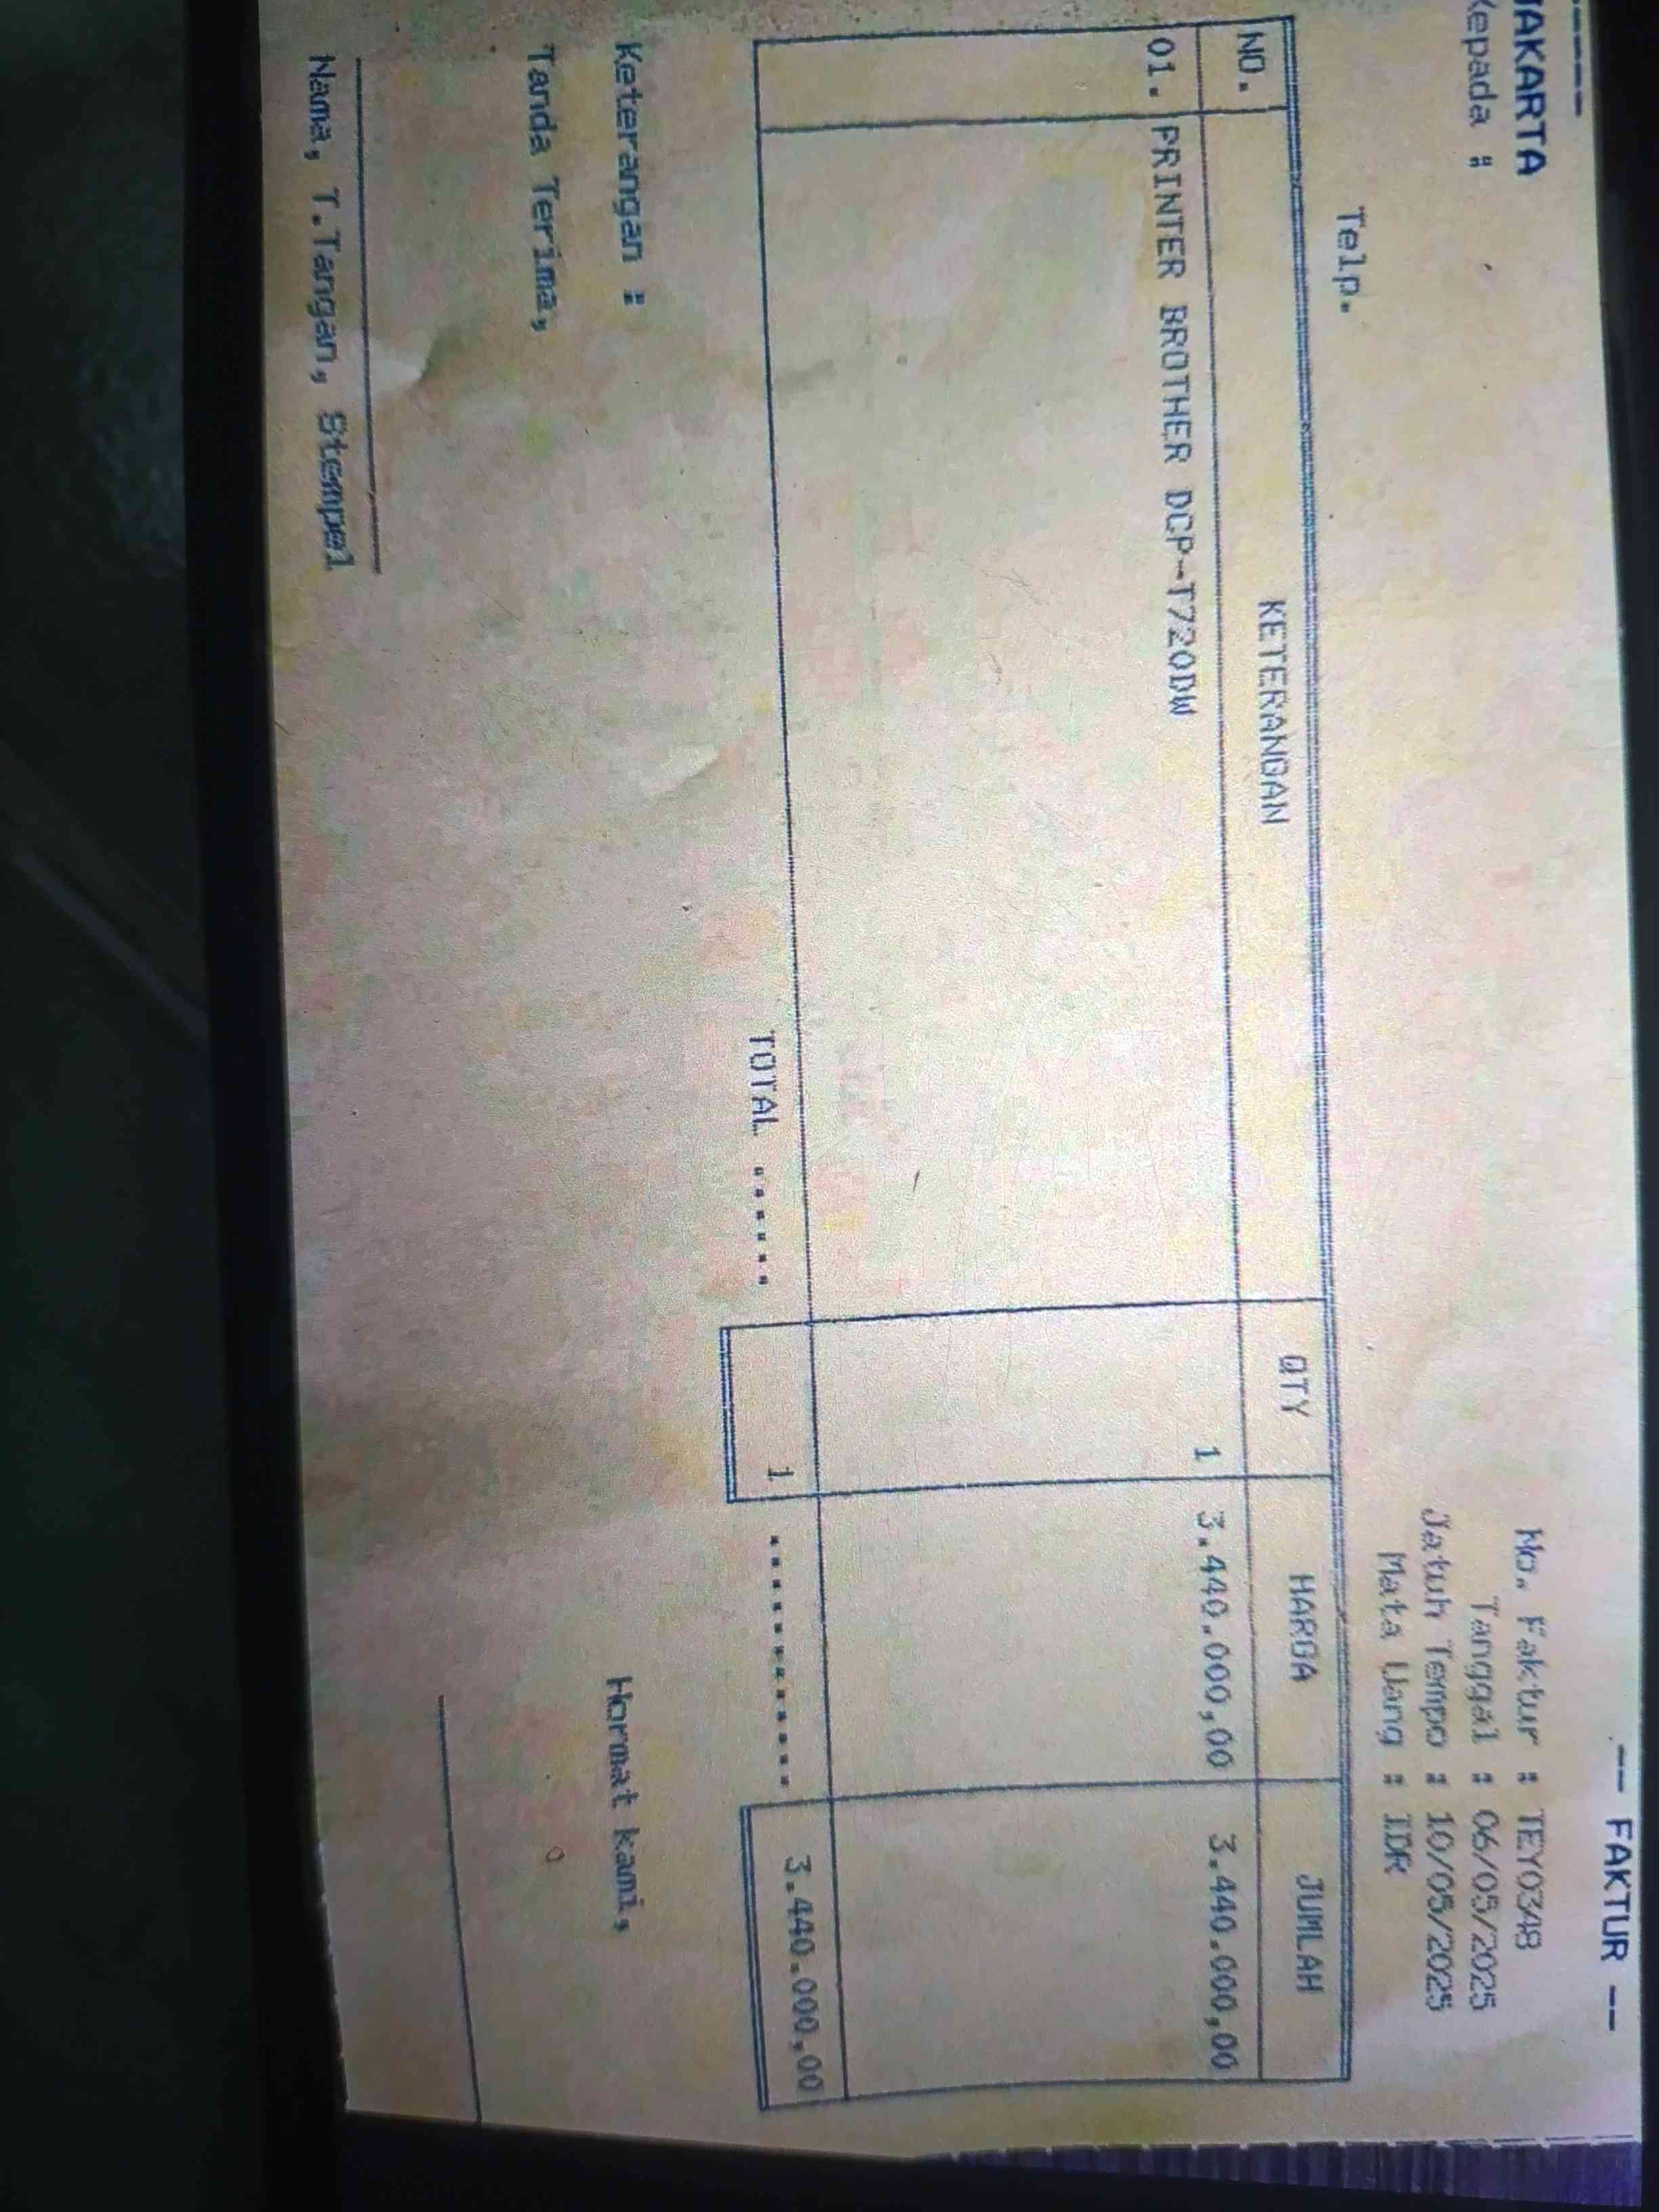 -- FAKTUR --
JAKARTA
Kepada :
No. Faktur : TEY0348
Tanggal : 06/05/2025
Jatuh Tempo : 10/05/2025
Mata Uang : IDR
Telp.
NO. KETERANGAN QTY HARGA JUMLAH
01. PRINTER BROTHER DCP-T720DW 1 3.440.000,00 3.440.000,00
TOTAL ...... 1 ............ 3.440.000,00
Keterangan :
Hormat kami,
Tanda Terima,
Nama, T.Tangan, Stempel